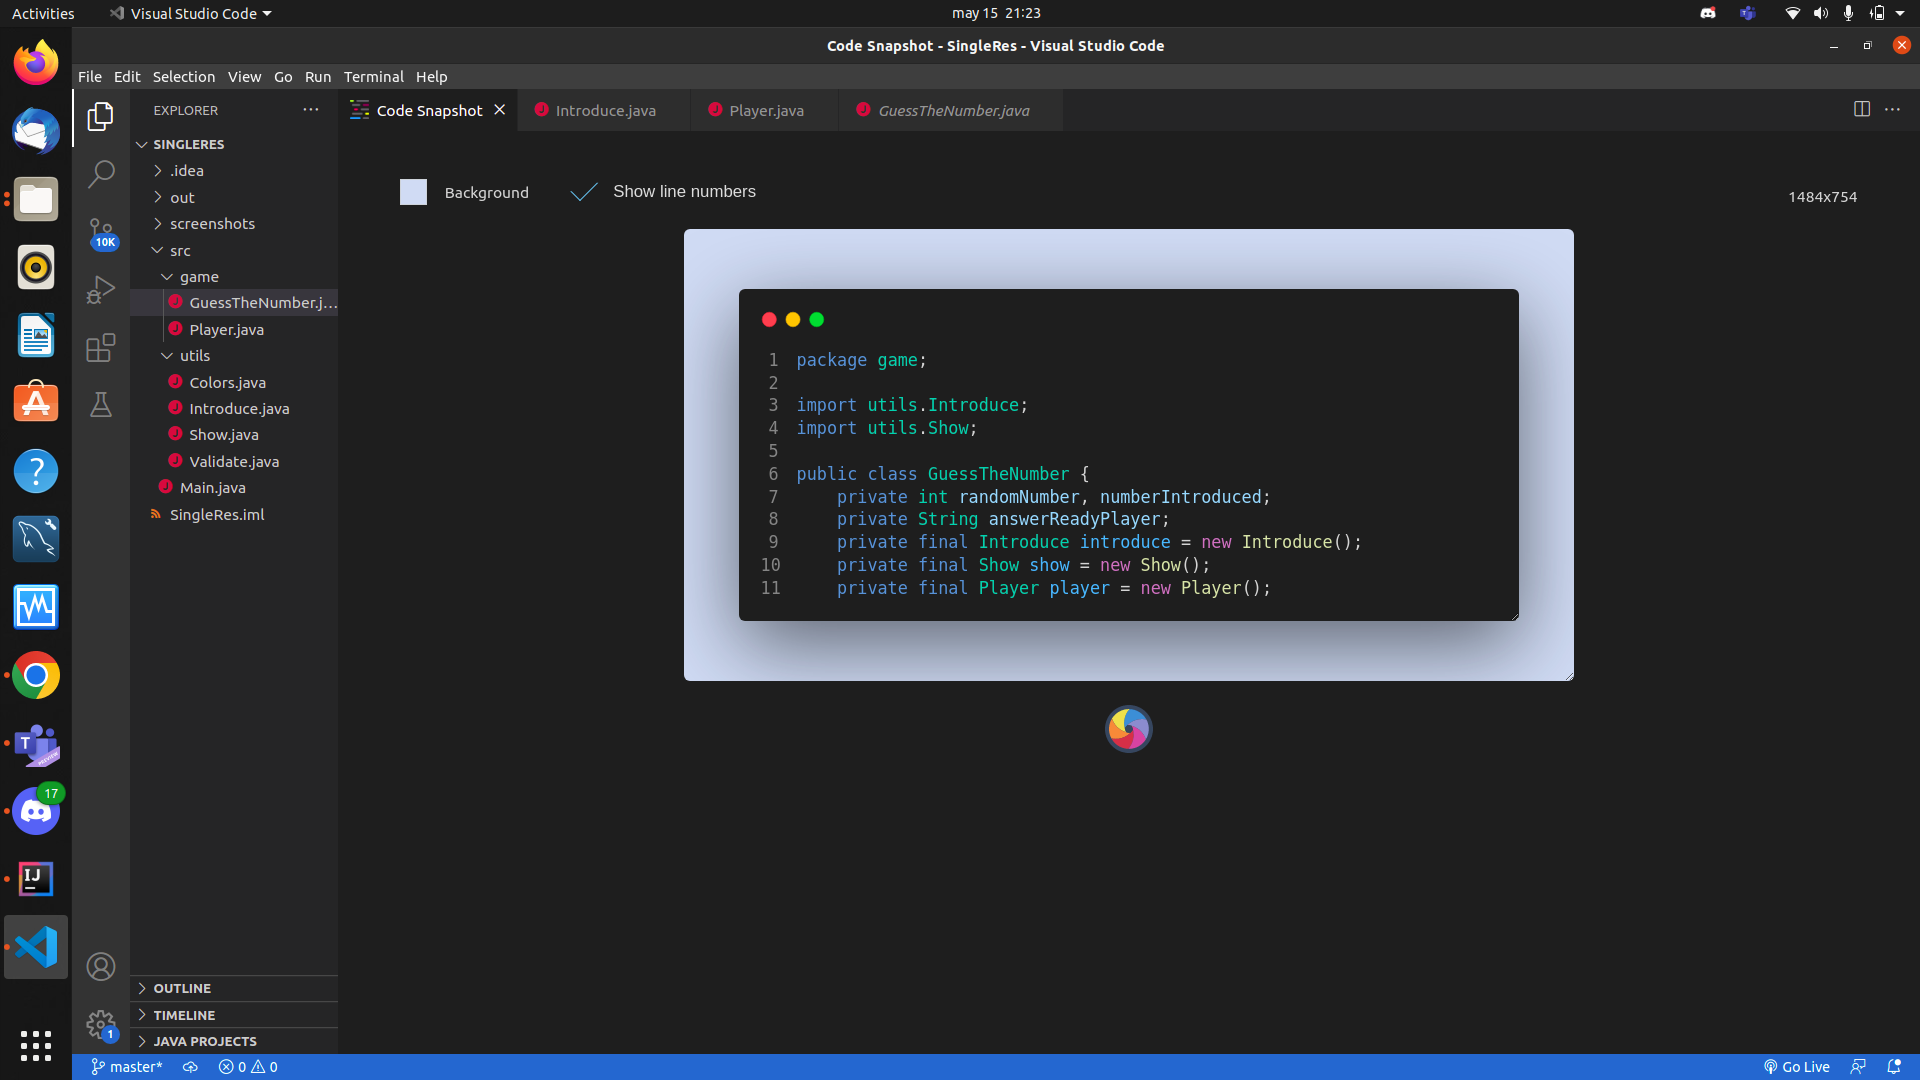 Activities
Visual Studio Code
may 15 21:23
Code Snapshot - SingleRes - Visual Studio Code
File Edit Selection View Go Run Terminal Help
EXPLORER
Code Snapshot
Introduce.java
Player.java
GuessTheNumber.java
SINGLERES
.idea
out
screenshots
src
game
GuessTheNumber.j...
Player.java
utils
Colors.java
Introduce.java
Show.java
Validate.java
Main.java
SingleRes.iml
10K
Background
Show line numbers
1484x754
1 package game;
2
3 import utils.Introduce;
4 import utils.Show;
5
6 public class GuessTheNumber {
7     private int randomNumber, numberIntroduced;
8     private String answerReadyPlayer;
9     private final Introduce introduce = new Introduce();
10     private final Show show = new Show();
11     private final Player player = new Player();
T
PREVIEW
17
IJ
OUTLINE
TIMELINE
JAVA PROJECTS
1
master*
0
0
Go Live